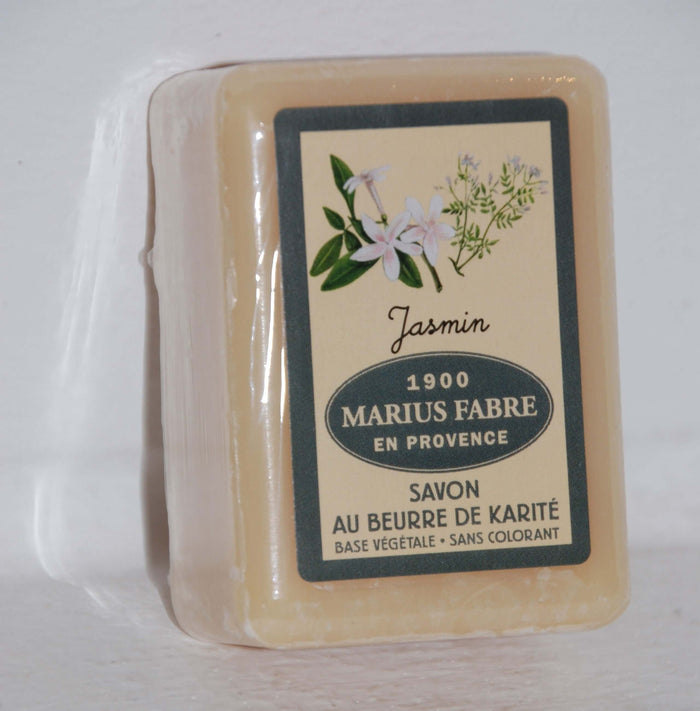 Jasmin
1900
MARIUS FABRE
EN PROVENCE
SAVON
AU BEURRE DE KARITÉ
BASE VÉGÉTALE • SANS COLORANT